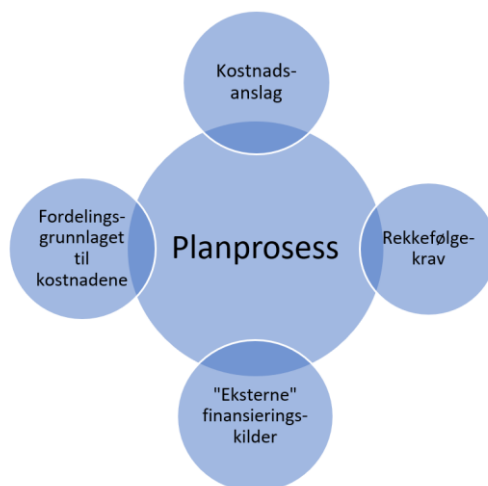 Kostnads-
anslag
Fordelings-
grunnlaget
til
kostnadene
Planprosess
Rekkefølge-
krav
"Eksterne"
finansierings-
kilder